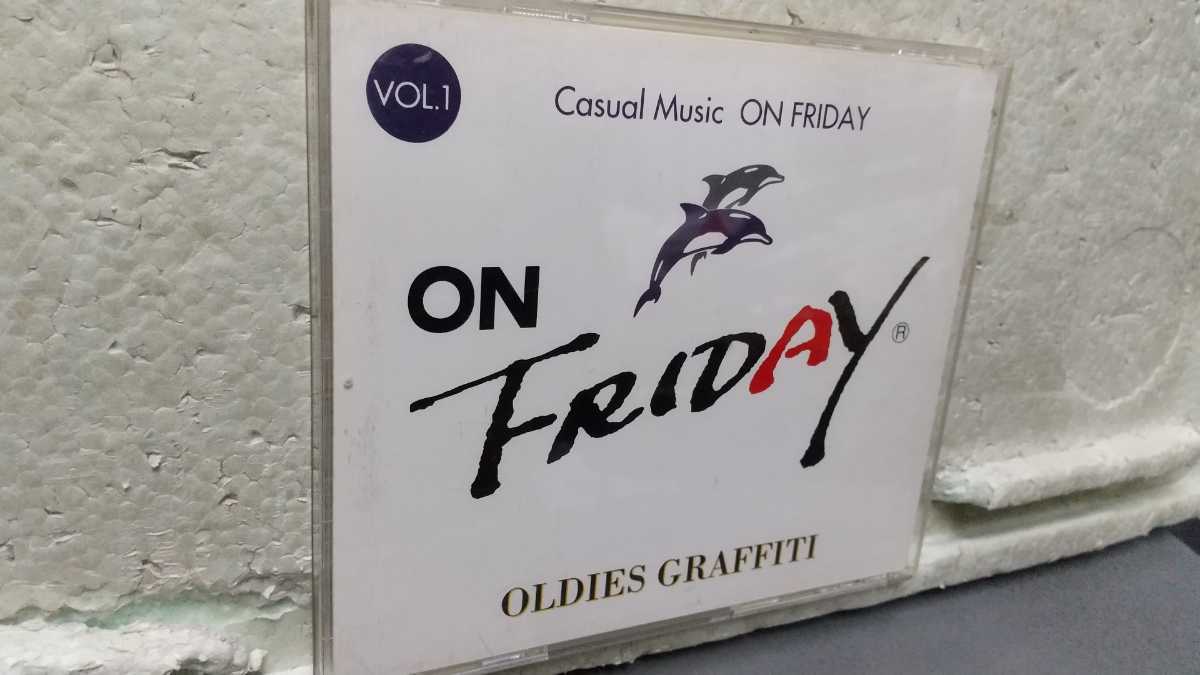 VOL.1
Casual Music ON FRIDAY
ON
FRIDAY®
OLDIES GRAFFITI